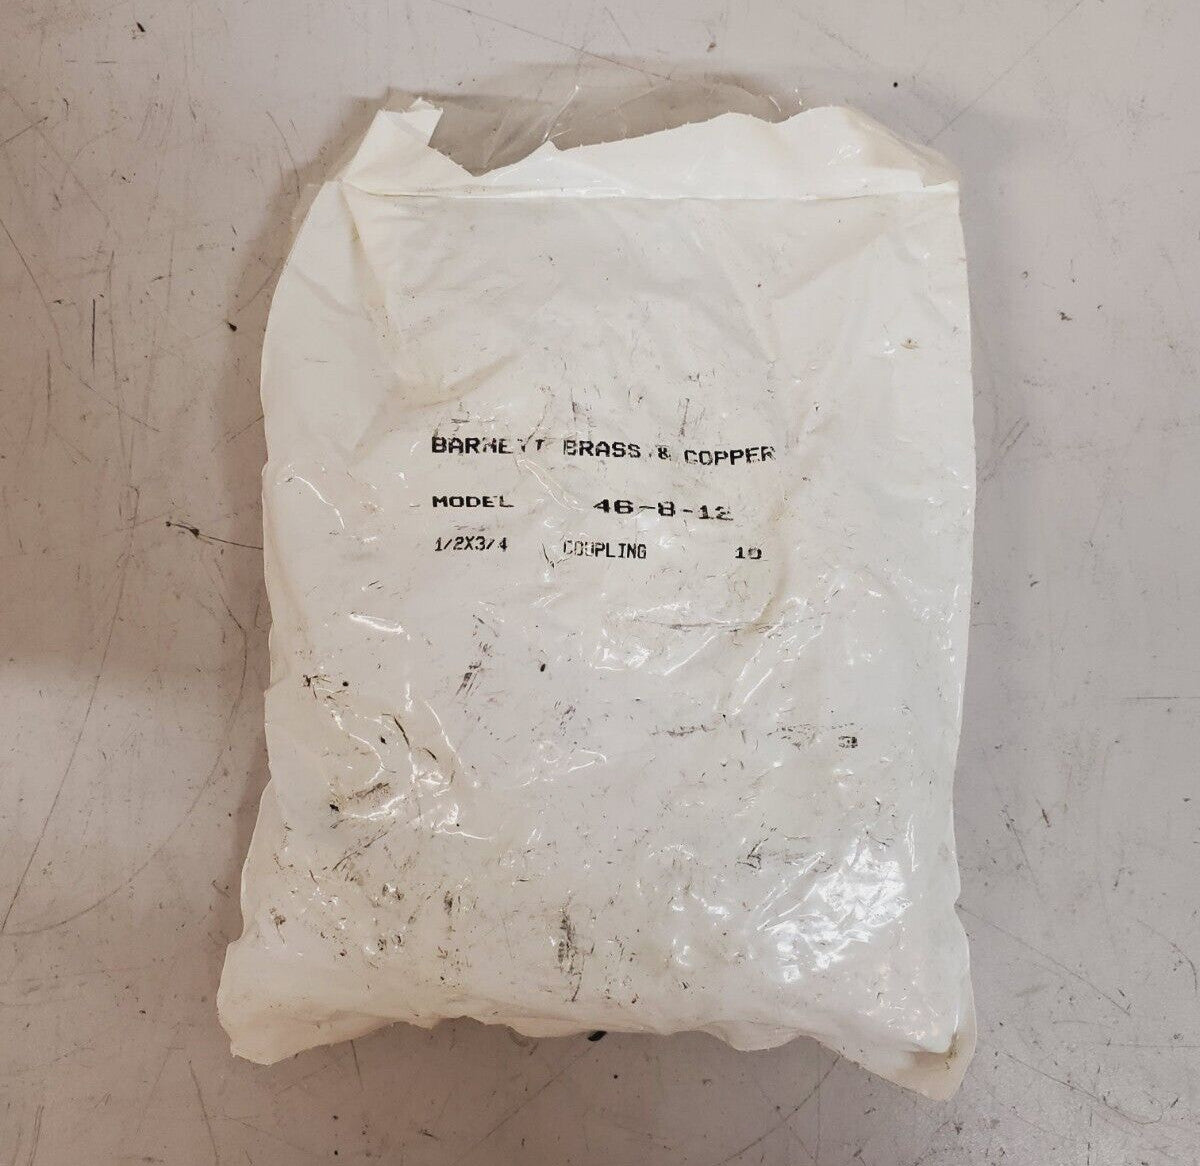 BARNETT BRASS & COPPER
MODEL 46-8-12
1/2X3/4 COUPLING 10